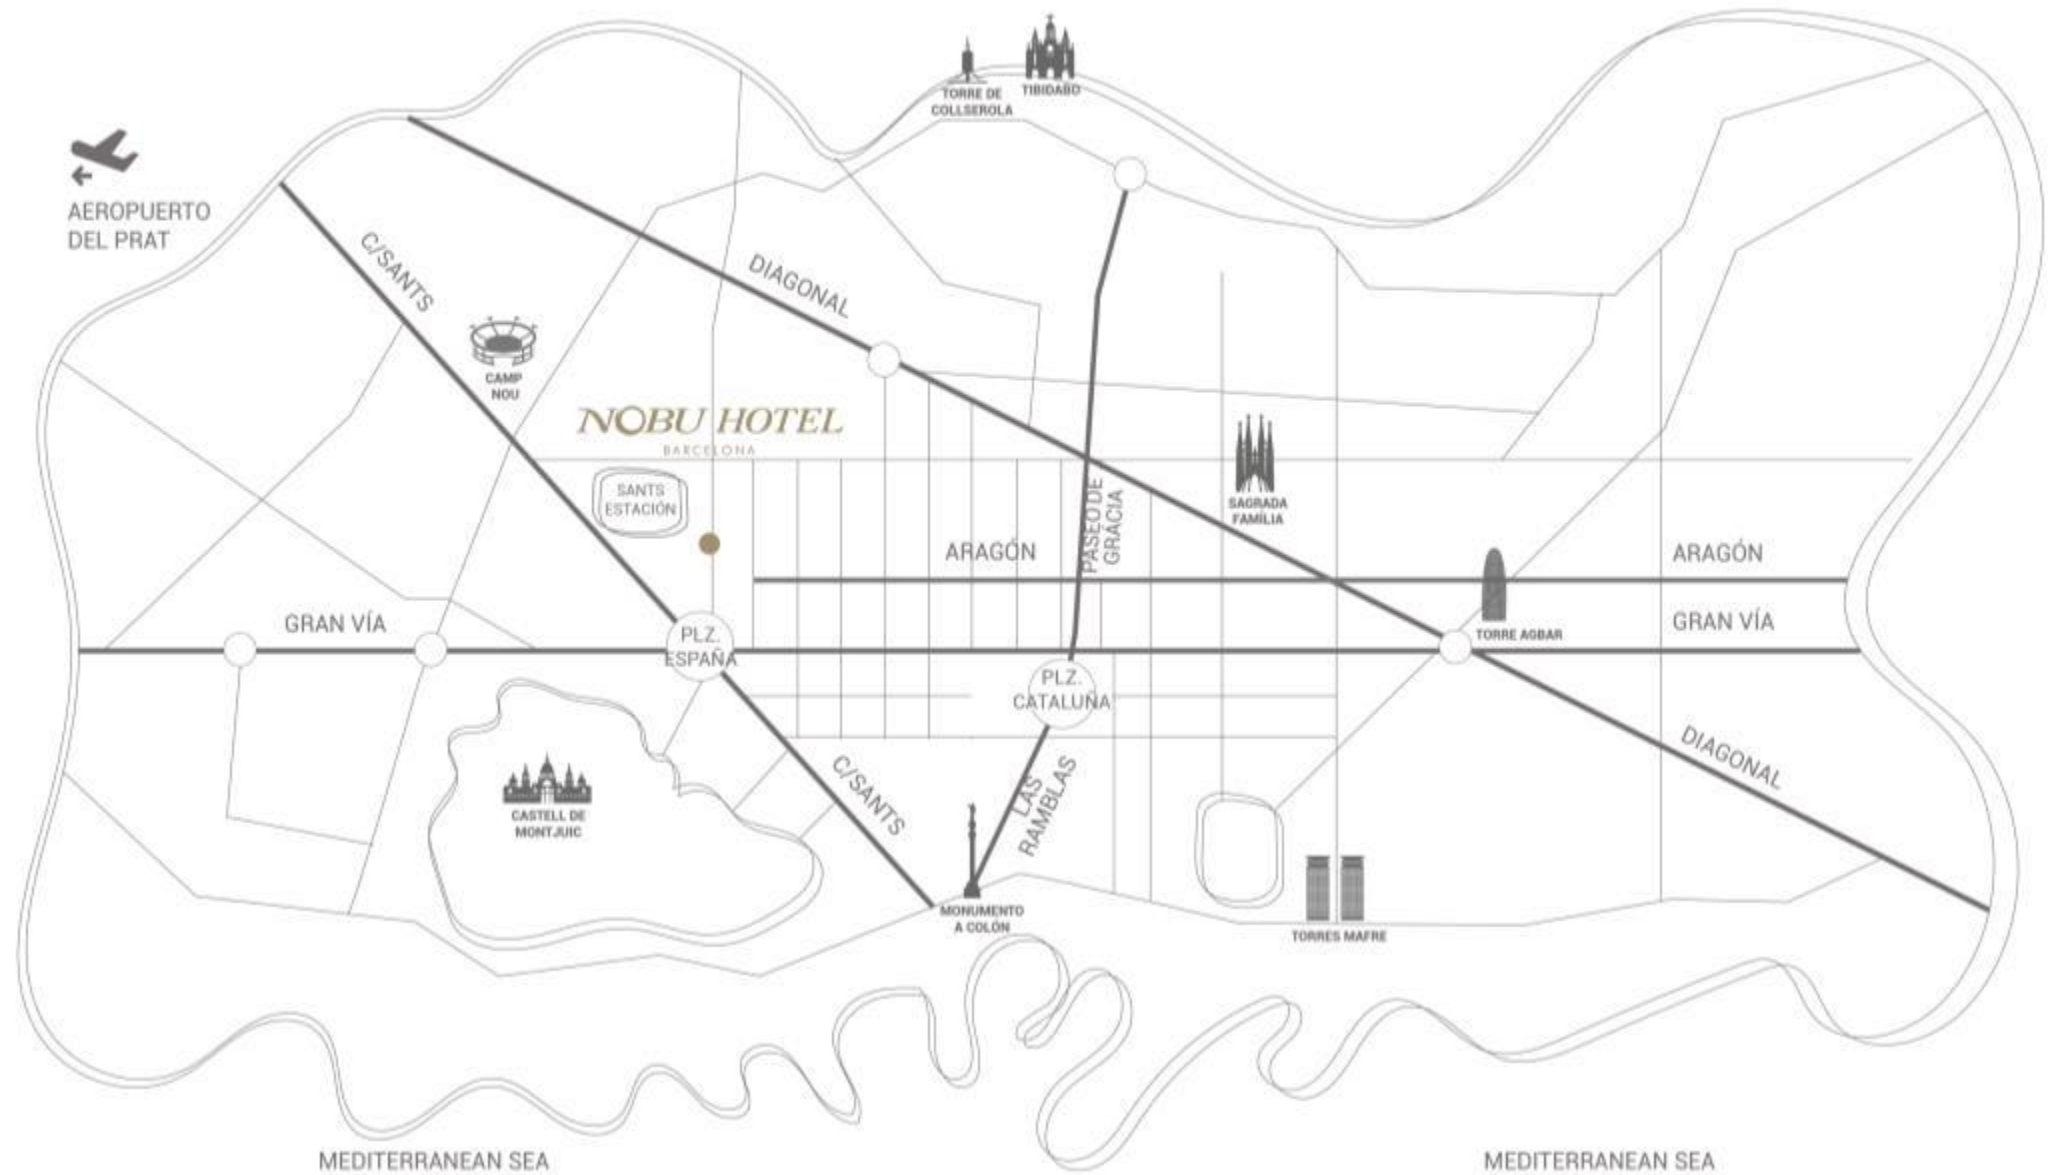 TORRE DE
COLLSEROLA
TIBIDABO
AEROPUERTO
DEL PRAT
C/SANTS
DIAGONAL
CAMP
NOU
NOBU HOTEL
BARCELONA
SANTS
ESTACIÓN
SAGRADA
FAMÍLIA
PASEO DE
GRÁCIA
ARAGÓN
ARAGÓN
GRAN VÍA
PLZ.
ESPAÑA
TORRE AGBAR
GRAN VÍA
PLZ.
CATALUÑA
DIAGONAL
C/SANTS
LAS
RAMBLAS
CASTELL DE
MONTJUIC
MONUMENTO
A COLÓN
TORRES MAFRE
MEDITERRANEAN SEA
MEDITERRANEAN SEA